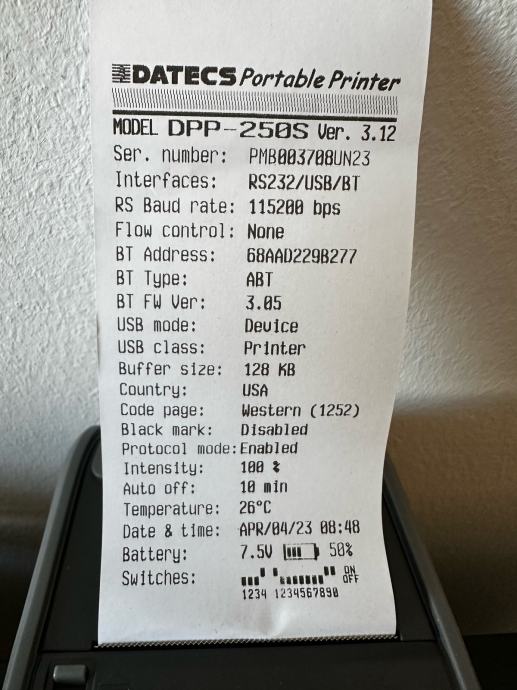 DATECS Portable Printer
MODEL DPP-250S Ver. 3.12
Ser. number: PMB003708UN23
Interfaces: RS232/USB/BT
RS Baud rate: 115200 bps
Flow control: None
BT Address: 68AAD229B277
BT Type: ABT
BT FW Ver: 3.05
USB mode: Device
USB class: Printer
Buffer size: 128 KB
Country: USA
Code page: Western (1252)
Black mark: Disabled
Protocol mode: Enabled
Intensity: 100 %
Auto off: 10 min
Temperature: 26°C
Date & time: APR/04/23 08:48
Battery: 7.5V 50%
Switches: ON
OFF
1234 1234567890